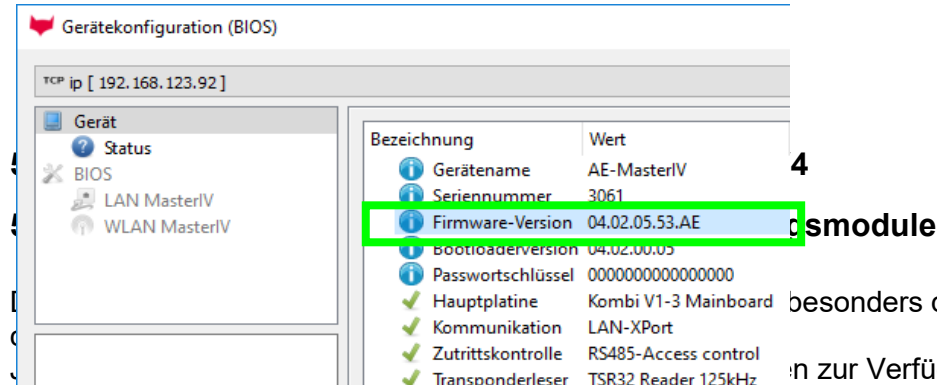 Gerätekonfiguration (BIOS)
TCP ip [ 192.168.123.92 ]
Gerät
Status
BIOS
LAN MasterIV
WLAN MasterIV
Bezeichnung Wert
Gerätename AE-MasterIV
Seriennummer 3061
Firmware-Version 04.02.05.53.AE
Bootloaderversion 04.02.00.05
Passwortschlüssel 0000000000000000
Hauptplatine Kombi V1-3 Mainboard
Kommunikation LAN-XPort
Zutrittskontrolle RS485-Access control
Transponderleser TSR32 Reader 125kHz
4
gsmodule
besonders
n zur Verfü